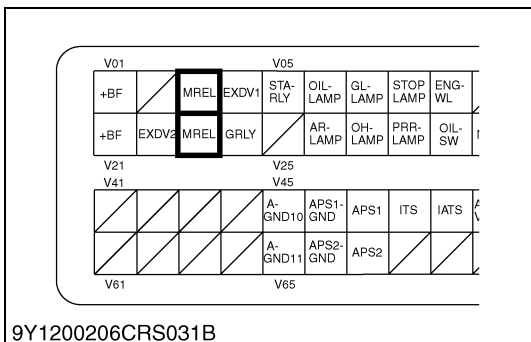 V01 V05
+BF MREL EXDV1 STA-RLY OIL-LAMP GL-LAMP STOP LAMP ENG-WL
+BF EXDV2 MREL GRLY AR-LAMP OH-LAMP PRR-LAMP OIL-SW
V21 V25
V41 V45
A-GND10 APS1-GND APS1 ITS IATS
A-GND11 APS2-GND APS2
V61 V65
9Y1200206CRS031B